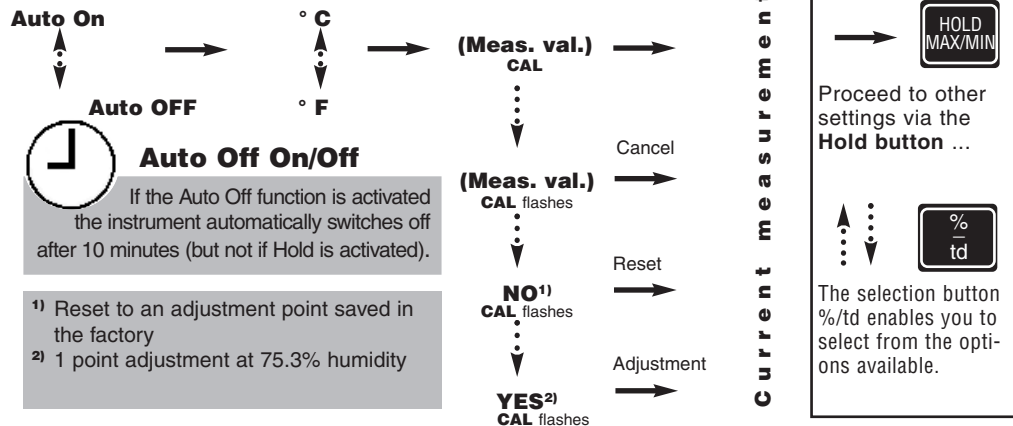 Auto On
Auto OFF
° C
° F
Auto Off On/Off
If the Auto Off function is activated
the instrument automatically switches off
after 10 minutes (but not if Hold is activated).
1) Reset to an adjustment point saved in
the factory
2) 1 point adjustment at 75.3% humidity
(Meas. val.)
CAL
(Meas. val.)
CAL flashes
Cancel
NO1)
CAL flashes
Reset
YES2)
CAL flashes
Adjustment
Current measurement
HOLD
MAX/MIN
Proceed to other
settings via the
Hold button ...
%
td
The selection button
%/td enables you to
select from the opti-
ons available.